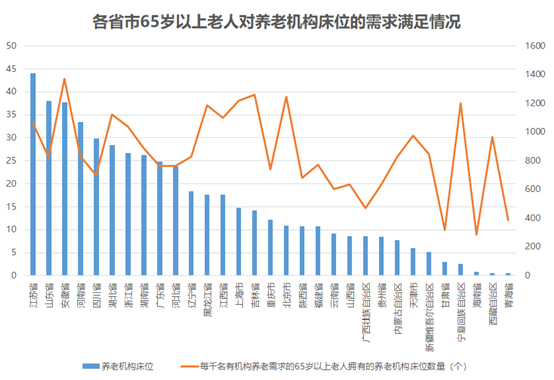 各省市65岁以上老人对养老机构床位的需求满足情况
50
45
40
35
30
25
20
15
10
5
0
1600
1400
1200
1000
800
600
400
200
0
江苏省
山东省
安徽省
河南省
四川省
湖北省
浙江省
湖南省
广东省
河北省
辽宁省
黑龙江省
江西省
上海市
吉林省
重庆市
北京市
陕西省
福建省
云南省
山西省
广西壮族自治区
贵州省
内蒙古自治区
天津市
新疆维吾尔自治区
甘肃省
宁夏回族自治区
海南省
西藏自治区
青海省
养老机构床位
每千名有机构养老需求的65岁以上老人拥有的养老机构床位数量（个）